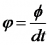 φ = ϕ/dt